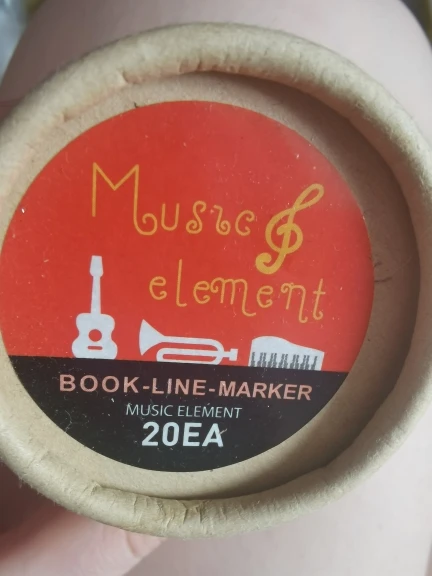 Music
element
BOOK-LINE-MARKER
MUSIC ELEMENT
20EA